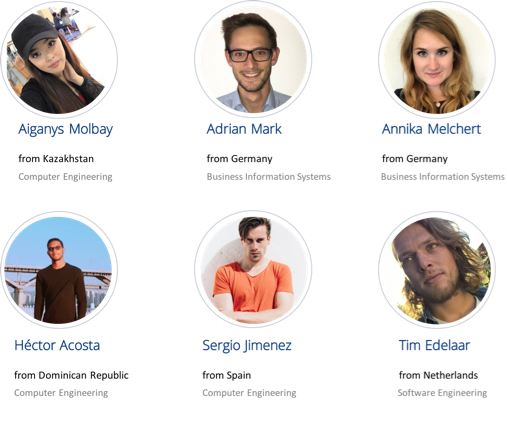 Aiganys Molbay
Adrian Mark
Annika Melchert
from Kazakhstan
from Germany
from Germany
Computer Engineering
Business Information Systems
Business Information Systems
Héctor Acosta
Sergio Jimenez
Tim Edelaar
from Dominican Republic
from Spain
from Netherlands
Computer Engineering
Computer Engineering
Software Engineering